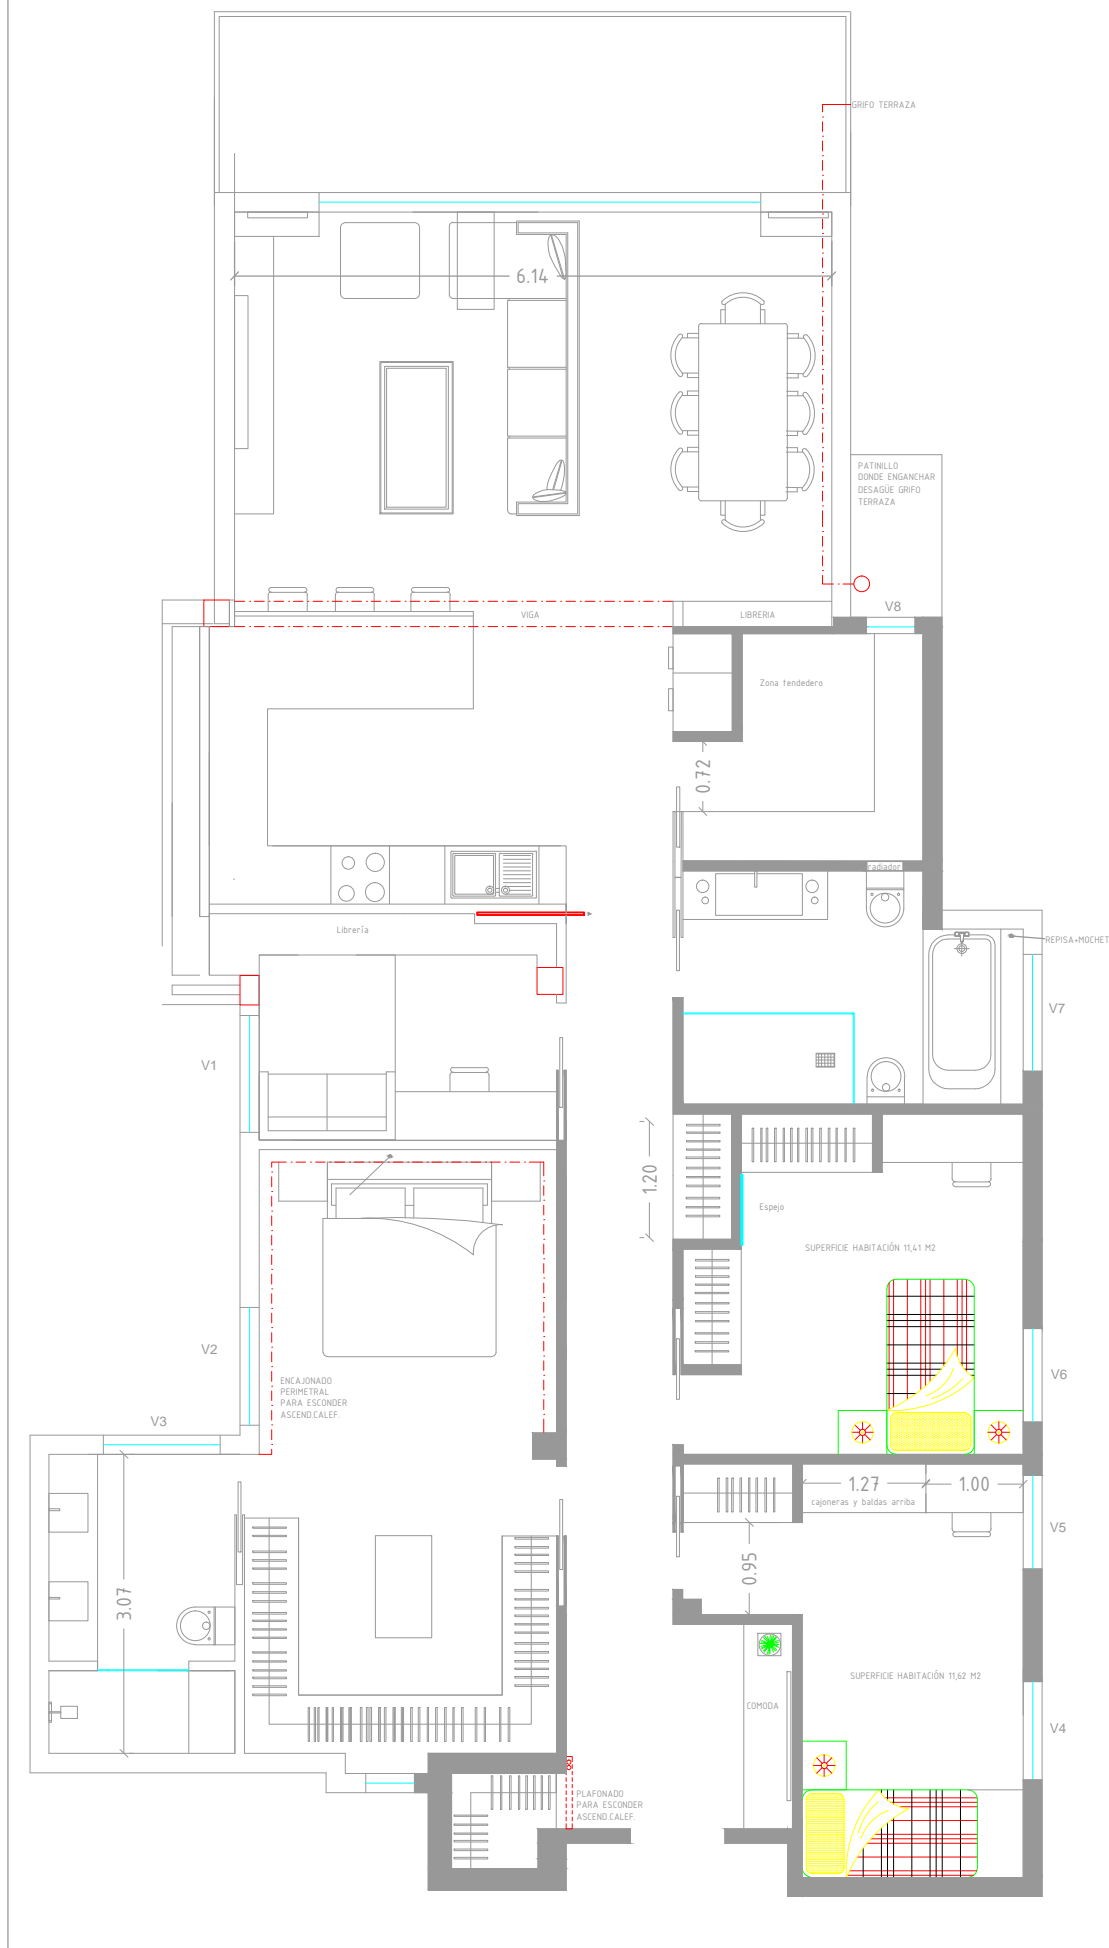 GRIFO TERRAZA
6.14
PATINILLO
DONDE ENGANCHAR
DESAGÜE GRIFO
TERRAZA
V8
VIGA
LIBRERIA
Zona tendedero
0.72
radiador
Librería
REPISA+MOCHET
V7
V1
1.20
Espejo
SUPERFICIE HABITACIÓN 11,41 M2
V2
V6
ENCAJONADO
PERIMETRAL
PARA ESCONDER
ASCEND.CALEF.
V3
1.27
1.00
cajoneras y baldas arriba
V5
0.95
3.07
SUPERFICIE HABITACIÓN 11,62 M2
COMODA
V4
PLAFONADO
PARA ESCONDER
ASCEND.CALEF.